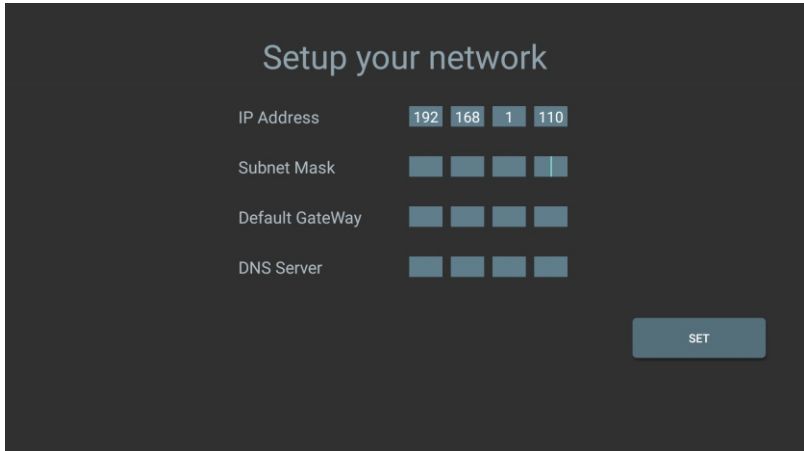 Setup your network
IP Address 192 168 1 110
Subnet Mask
Default GateWay
DNS Server
SET